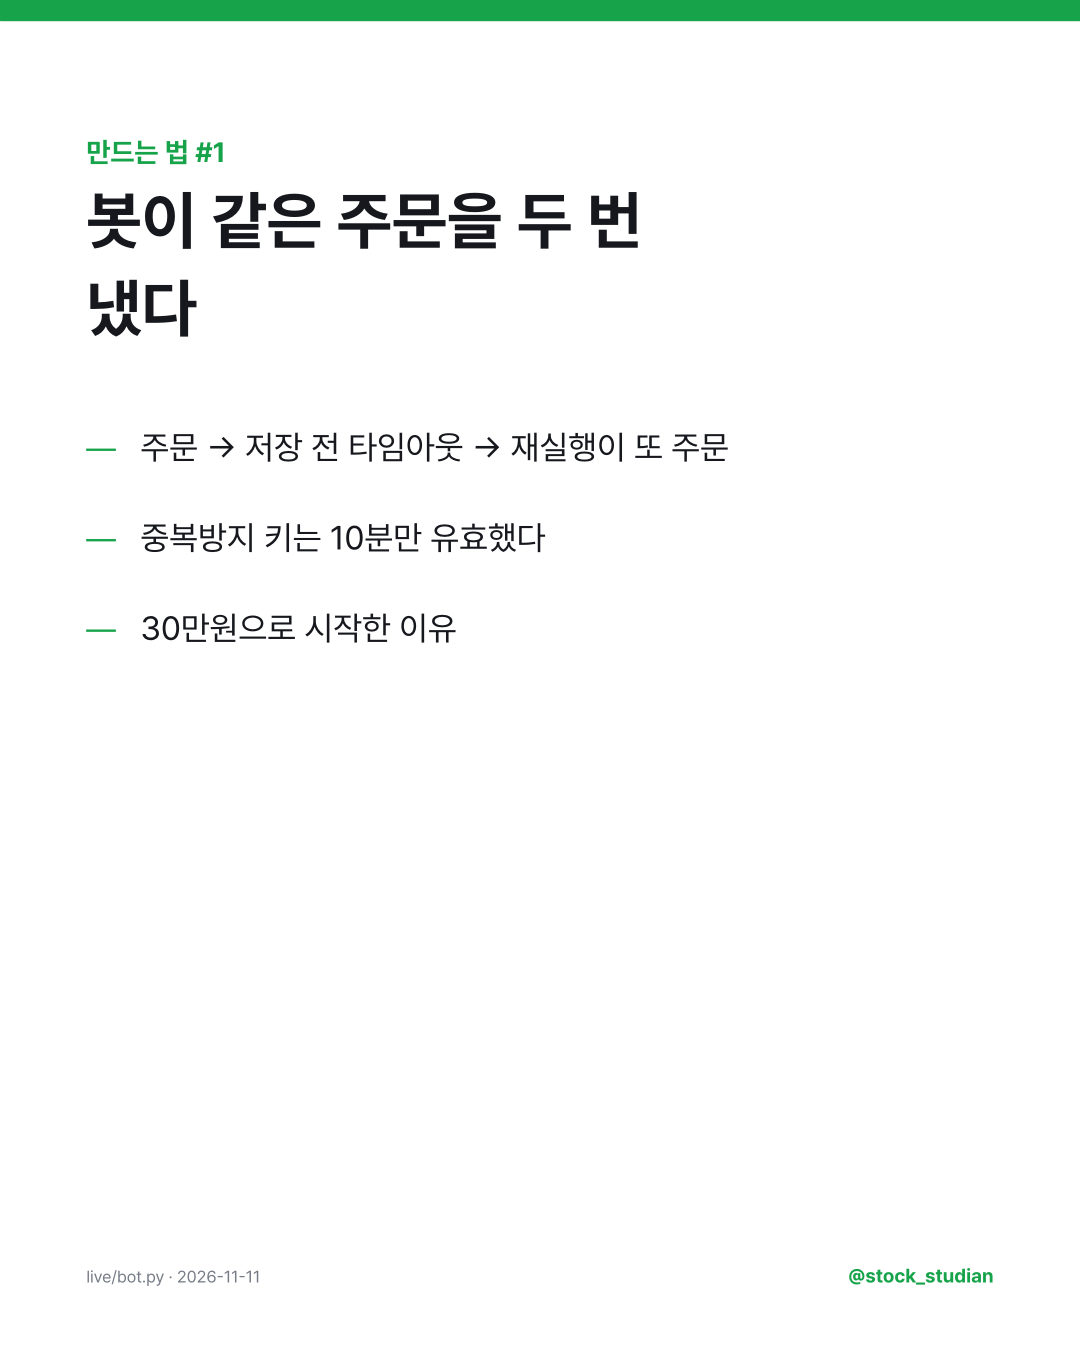 만드는 법 #1
봇이 같은 주문을 두 번
냈다
— 주문 → 저장 전 타임아웃 → 재실행이 또 주문
— 중복방지 키는 10분만 유효했다
— 30만원으로 시작한 이유
live/bot.py · 2026-11-11
@stock_studian